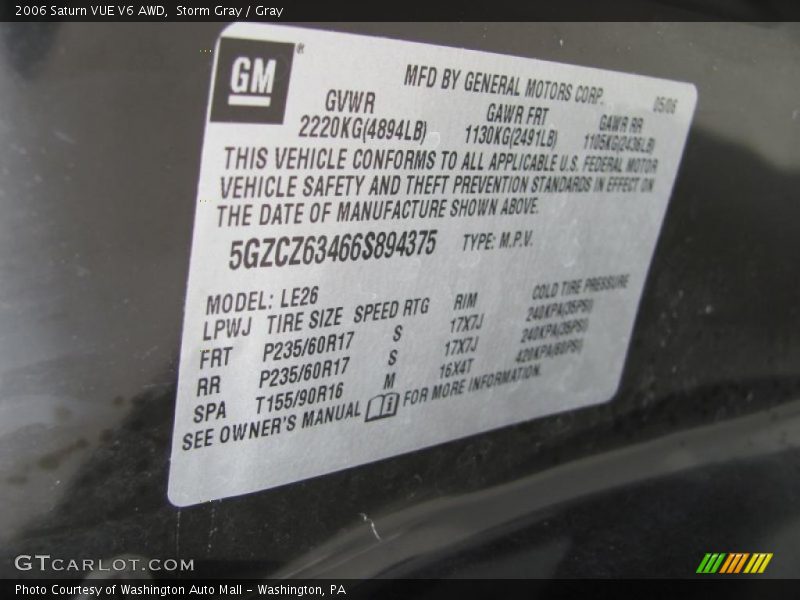 2006 Saturn VUE V6 AWD, Storm Gray / Gray
GM®
MFD BY GENERAL MOTORS CORP. 05/06
GVWR GAWR FRT GAWR RR
2220KG(4894LB) 1130KG(2491LB) 1105KG(2436LB)
THIS VEHICLE CONFORMS TO ALL APPLICABLE U.S. FEDERAL MOTOR
VEHICLE SAFETY AND THEFT PREVENTION STANDARDS IN EFFECT ON
THE DATE OF MANUFACTURE SHOWN ABOVE.
5GZCZ63466S894375 TYPE: M.P.V.
MODEL: LE26
LPWJ TIRE SIZE SPEED RTG RIM COLD TIRE PRESSURE
FRT P235/60R17 S 17X7J 240KPA(35PSI)
RR P235/60R17 S 17X7J 240KPA(35PSI)
SPA T155/90R16 M 16X4T 420KPA(60PSI)
SEE OWNER'S MANUAL FOR MORE INFORMATION.
GTCARLOT.COM
Photo Courtesy of Washington Auto Mall - Washington, PA